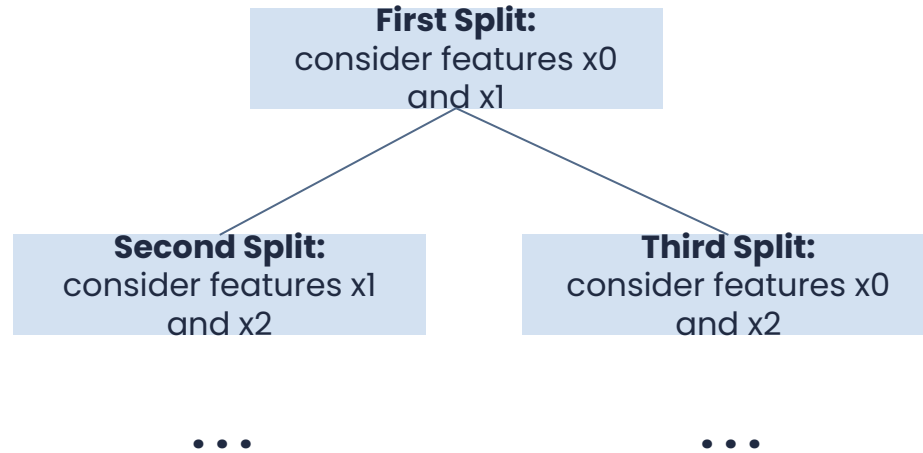 First Split:
consider features x0
and x1
Second Split:
consider features x1
and x2
Third Split:
consider features x0
and x2
...
...